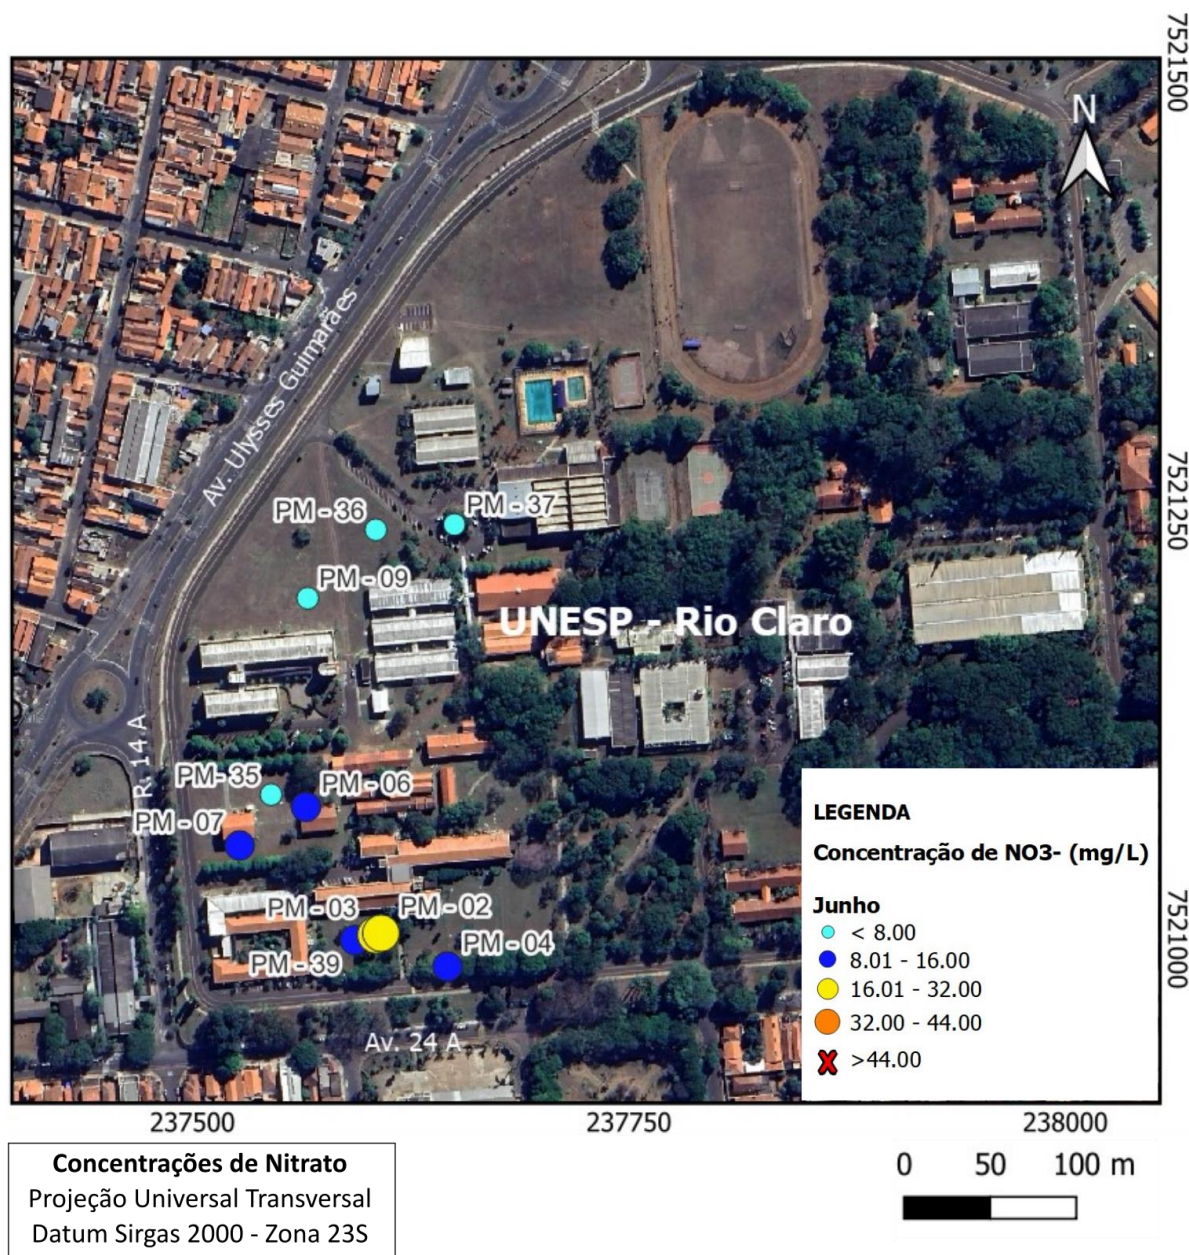 7521500
N
Av. Ulysses Guimarães
7521250
PM - 36
PM - 37
PM - 09
UNESP - Rio Claro
R. 14 A
PM- 35
PM - 06
PM - 07
PM - 03
PM - 02
PM - 04
PM - 39
7521000
Av. 24 A
LEGENDA
Concentração de NO3- (mg/L)
Junho
< 8.00
8.01 - 16.00
16.01 - 32.00
32.00 - 44.00
>44.00
237500
237750
238000
Concentrações de Nitrato
Projeção Universal Transversal
Datum Sirgas 2000 - Zona 23S
0 50 100 m